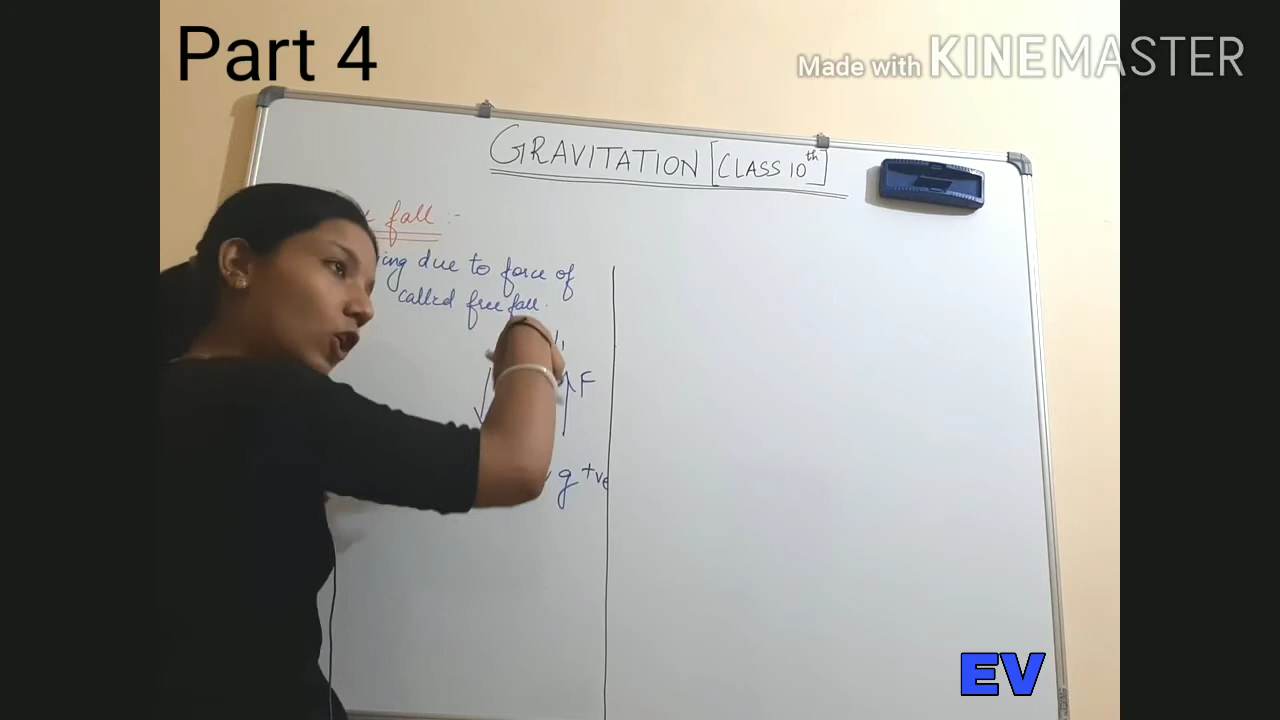 Part 4
Made with KINEMASTER
GRAVITATION [CLASS 10th]
fall :-
due to force of
called free fall.
F
g +ve
EV